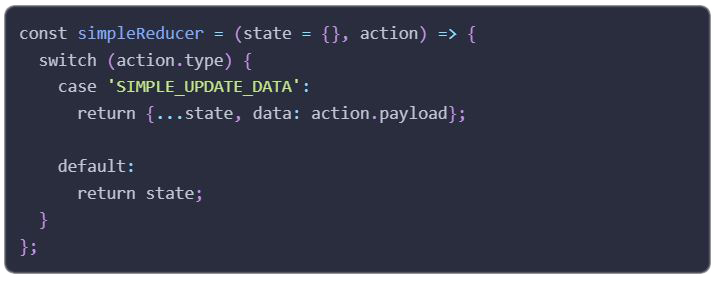 const simpleReducer = (state = {}, action) => {
  switch (action.type) {
    case 'SIMPLE_UPDATE_DATA':
      return {...state, data: action.payload};

    default:
      return state;
  }
};